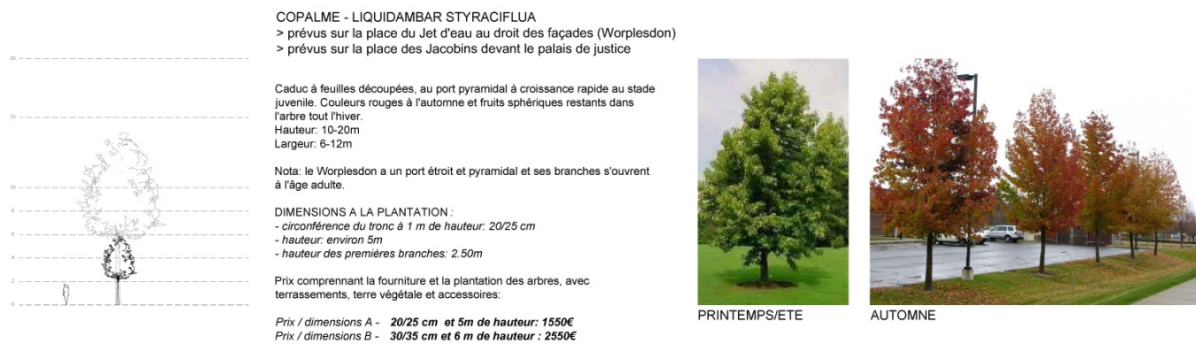 COPALME - LIQUIDAMBAR STYRACIFLUA
> prévus sur la place du Jet d'eau au droit des façades (Worplesdon)
> prévus sur la place des Jacobins devant le palais de justice
Caduc à feuilles découpées, au port pyramidal à croissance rapide au stade
juvenile. Couleurs rouges à l'automne et fruits sphériques restants dans
l'arbre tout l'hiver.
Hauteur: 10-20m
Largeur: 6-12m
Nota: le Worplesdon a un port étroit et pyramidal et ses branches s'ouvrent
à l'âge adulte.
DIMENSIONS A LA PLANTATION :
- circonférence du tronc à 1 m de hauteur: 20/25 cm
- hauteur: environ 5m
- hauteur des premières branches: 2.50m
Prix comprennant la fourniture et la plantation des arbres, avec
terrassements, terre végétale et accessoires:
Prix / dimensions A - 20/25 cm et 5m de hauteur: 1550€
Prix / dimensions B - 30/35 cm et 6 m de hauteur : 2550€
PRINTEMPS/ETE
AUTOMNE